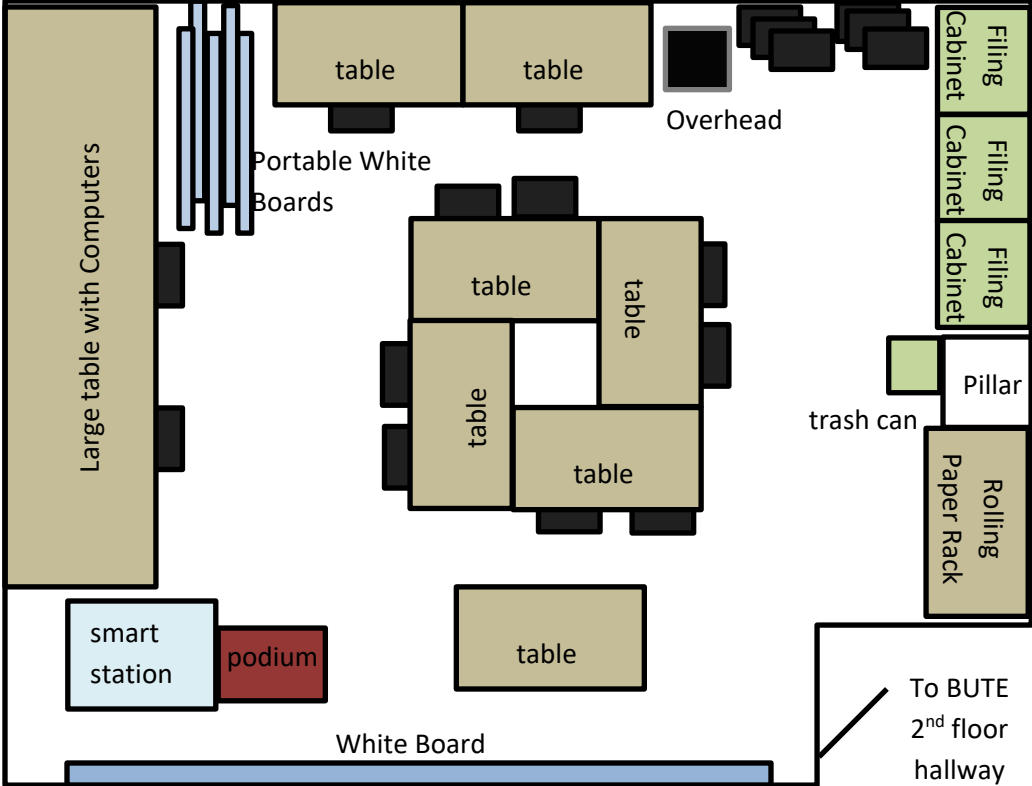 table
table
Overhead
Filing
Cabinet
Filing
Cabinet
Filing
Cabinet
Portable White
Boards
Large table with Computers
table
table
table
table
Pillar
trash can
Rolling
Paper Rack
smart
station
podium
table
To BUTE
2nd floor
hallway
White Board